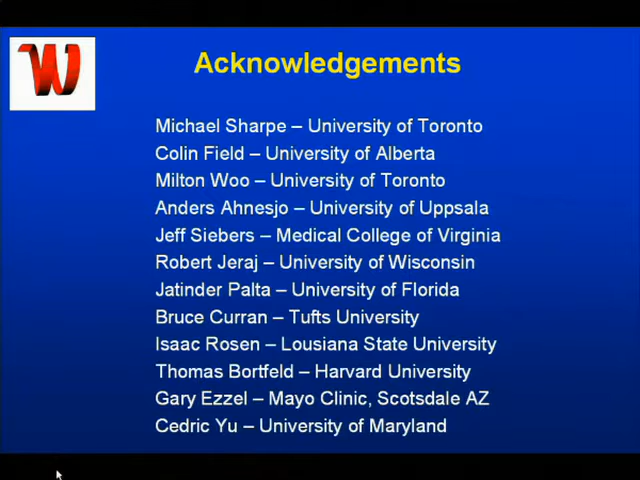 W
Acknowledgements
Michael Sharpe – University of Toronto
Colin Field – University of Alberta
Milton Woo – University of Toronto
Anders Ahnesjo – University of Uppsala
Jeff Siebers – Medical College of Virginia
Robert Jeraj – University of Wisconsin
Jatinder Palta – University of Florida
Bruce Curran – Tufts University
Isaac Rosen – Lousiana State University
Thomas Bortfeld – Harvard University
Gary Ezzel – Mayo Clinic, Scotsdale AZ
Cedric Yu – University of Maryland